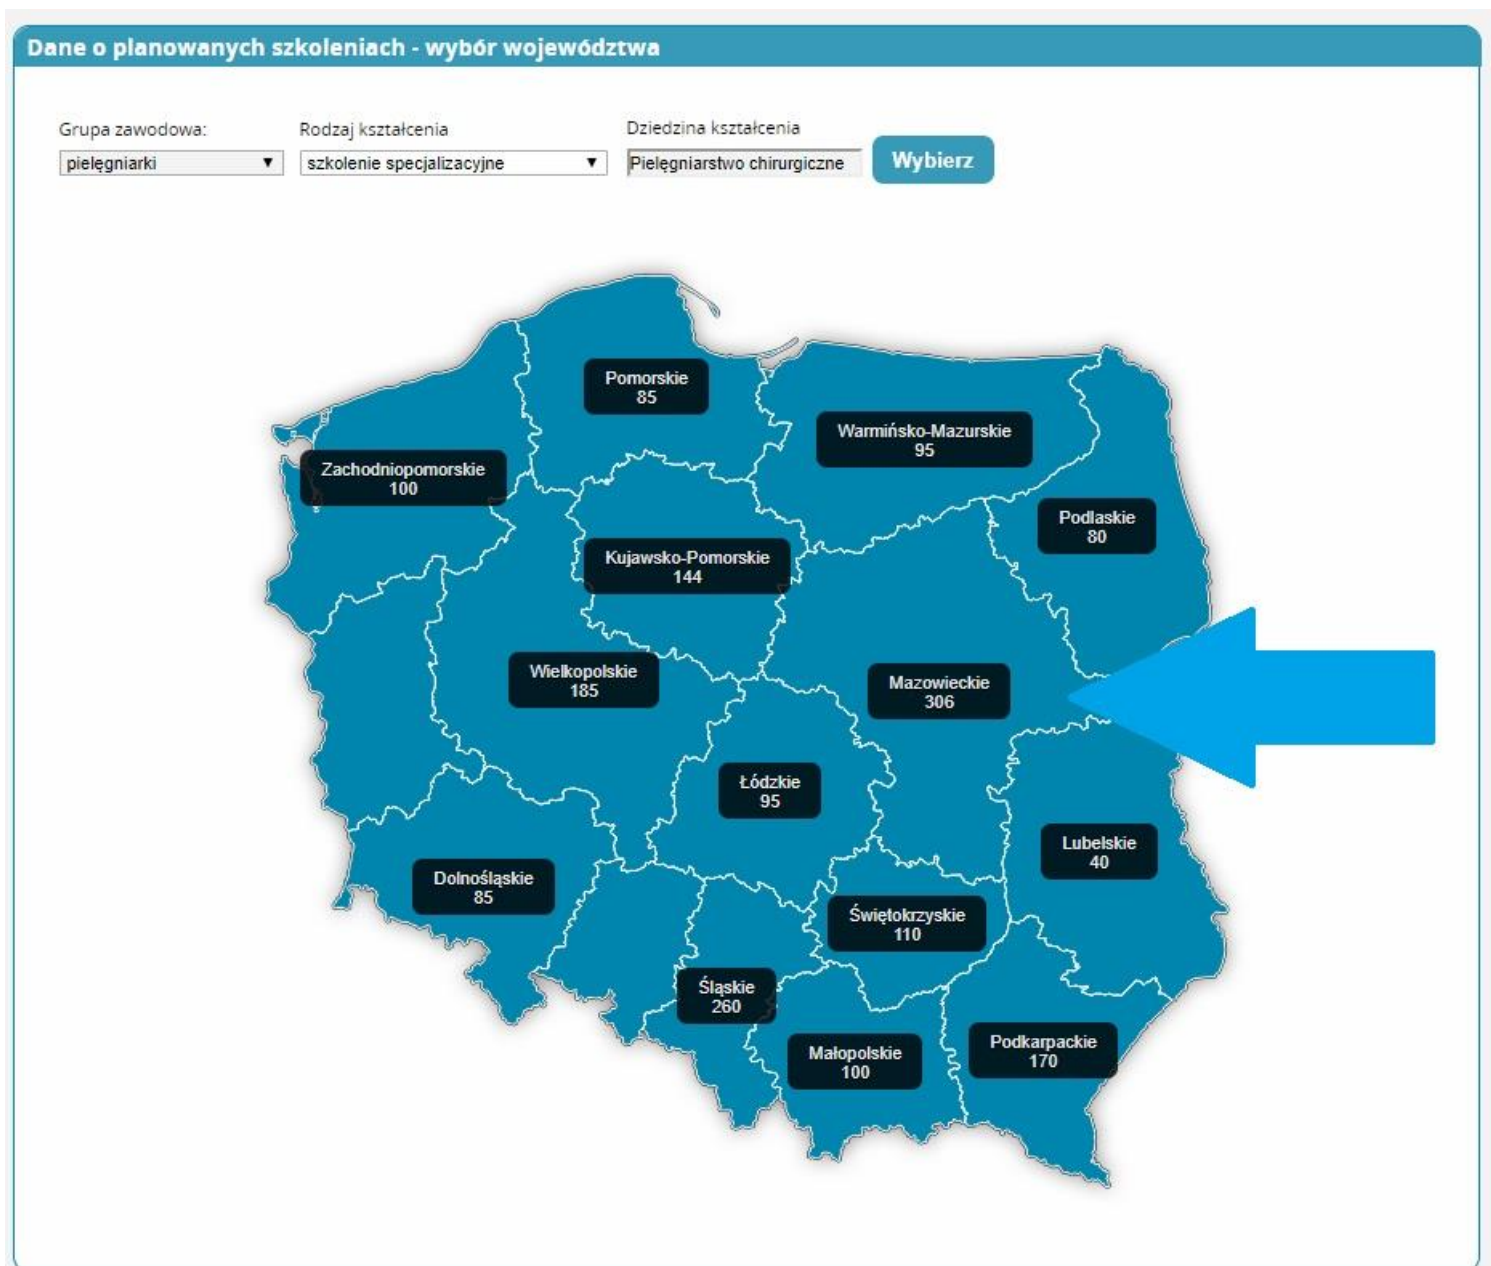 Dane o planowanych szkoleniach - wybór województwa
Grupa zawodowa:
Rodzaj kształcenia
Dziedzina kształcenia
pielęgniarki
szkolenie specjalizacyjne
Pielęgniarstwo chirurgiczne
Wybierz
Pomorskie
85
Warmińsko-Mazurskie
95
Zachodniopomorskie
100
Podlaskie
80
Kujawsko-Pomorskie
144
Wielkopolskie
185
Mazowieckie
306
Łódzkie
95
Lubelskie
40
Dolnośląskie
85
Świętokrzyskie
110
Śląskie
260
Małopolskie
100
Podkarpackie
170